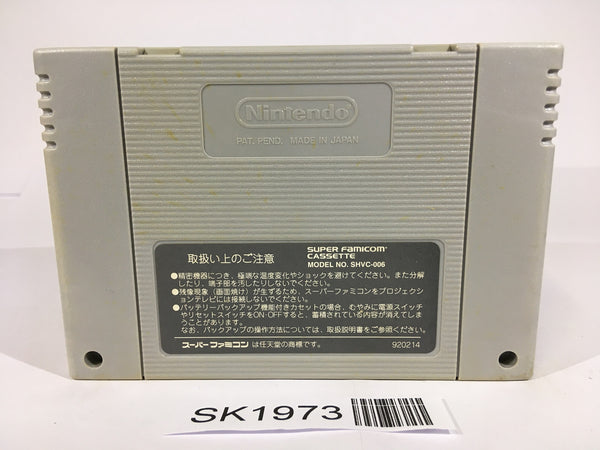 Nintendo
PAT. PEND. MADE IN JAPAN
取扱い上のご注意
SUPER FAMICOM
CASSETTE
MODEL NO. SHVC-006
●精密機器につき、極端な温度変化やショックを避けてください。また分解
したり、端子部を汚したりしないでください。
●残像現象(画面焼け)が生ずるため、スーパーファミコンをプロジェクシ
ョンテレビには接続しないでください。
●バッテリーバックアップ機能付きカセットの場合、むやみに電源スイッチ
やリセットスイッチをON・OFFすると、蓄積されている内容が消えてしま
うことがあります。
なお、バックアップの操作方法については、取扱説明書をご参照ください。
スーパーファミコン は任天堂の商標です。
920214
SK1973